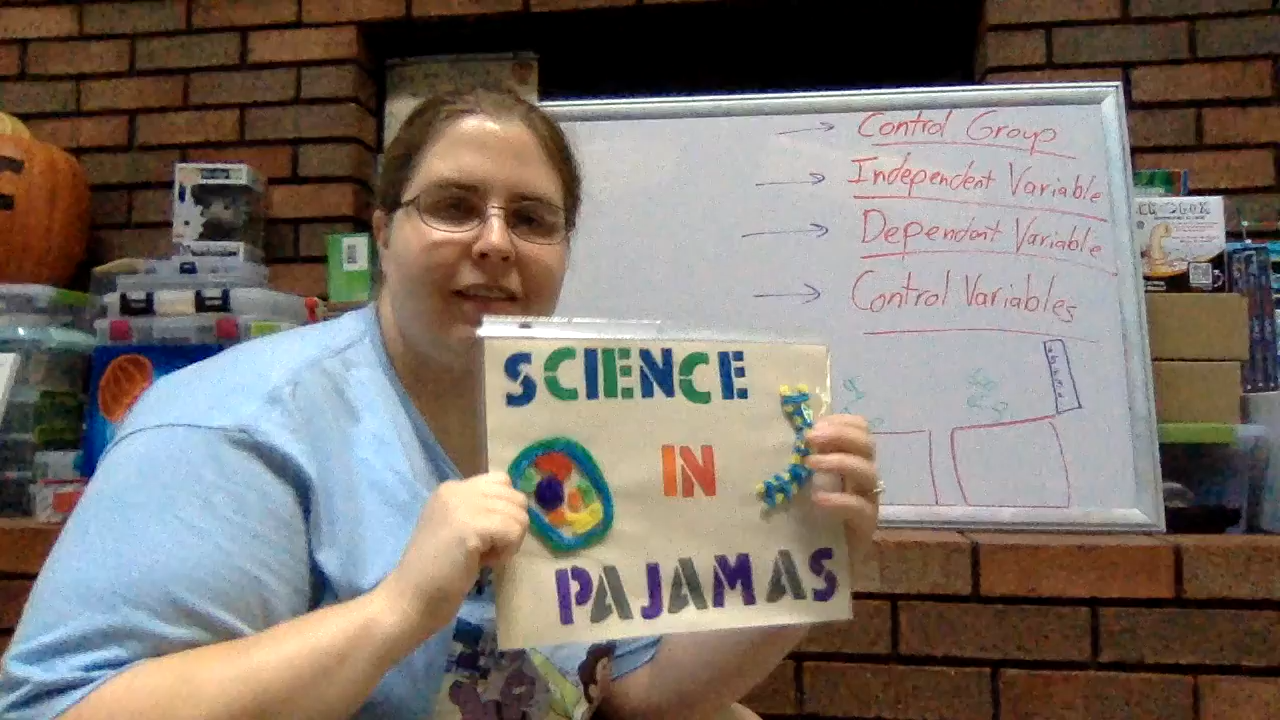 Control Group
Independent Variable
Dependent Variable
Control Variables
SCIENCE
IN
PAJAMAS